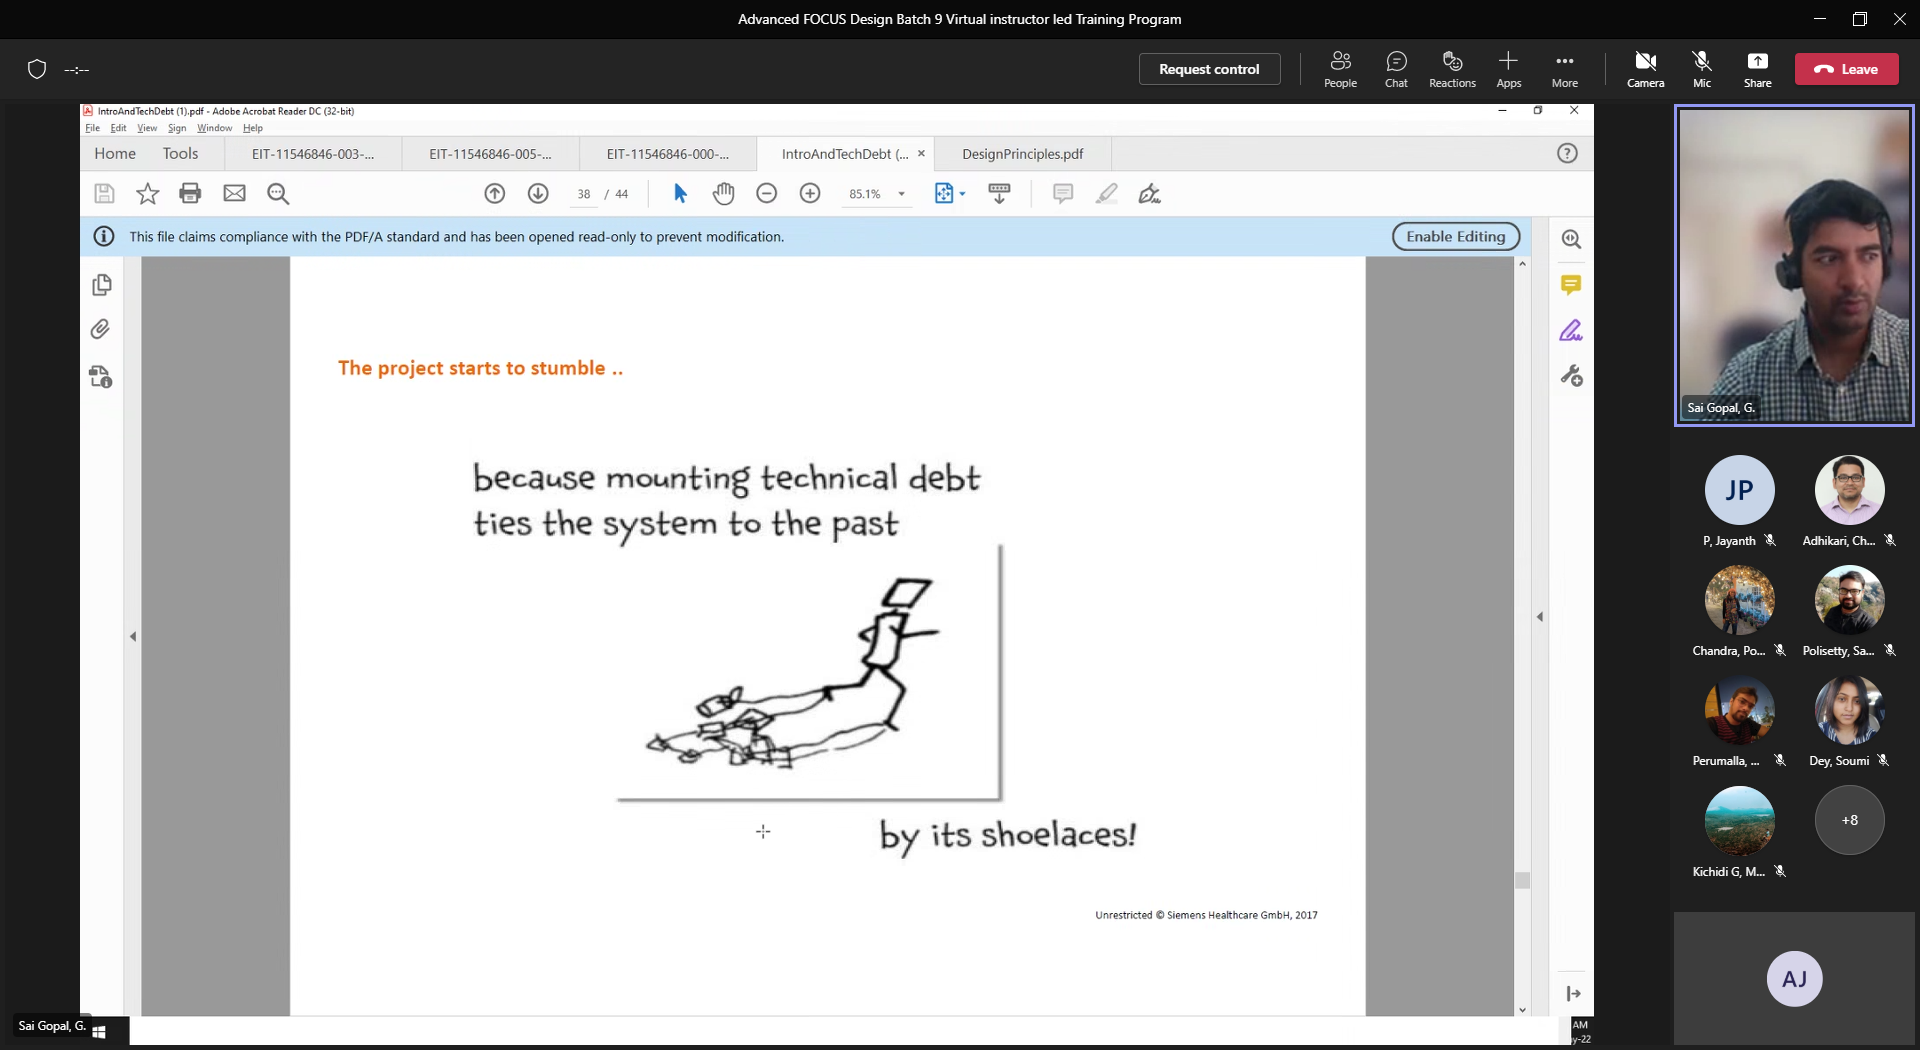 Advanced FOCUS Design Batch 9 Virtual instructor led Training Program
--:--
Request control
People
Chat
Reactions
Apps
More
Camera
Mic
Share
Leave
IntroAndTechDebt (1).pdf - Adobe Acrobat Reader DC (32-bit)
File Edit View Sign Window Help
Home Tools EIT-11546846-003-... EIT-11546846-005-... EIT-11546846-000-... IntroAndTechDebt (... × DesignPrinciples.pdf
38 / 44 85.1%
This file claims compliance with the PDF/A standard and has been opened read-only to prevent modification.
Enable Editing
The project starts to stumble ..
because mounting technical debt
ties the system to the past
by its shoelaces!
Unrestricted © Siemens Healthcare GmbH, 2017
Sai Gopal, G.
JP
P, Jayanth
Adhikari, Ch...
Chandra, Po...
Polisetty, Sa...
Perumalla, ...
Dey, Soumi
Kichidi G, M...
+8
AJ
Sai Gopal, G.
AM
y-22